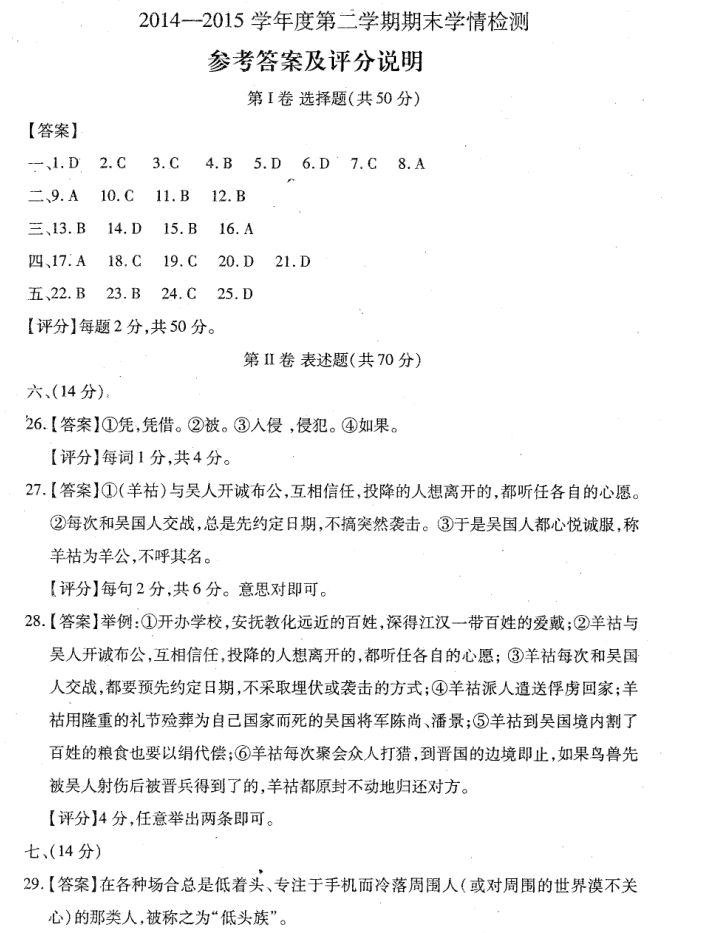 2014—2015 学年度第二学期期末学情检测
参考答案及评分说明
第 I 卷 选择题(共 50 分)
【答案】
一、1. D 2. C 3. C 4. B 5. D 6. D 7. C 8. A
二、9. A 10. C 11. B 12. B
三、13. B 14. D 15. B 16. A
四、17. A 18. C 19. C 20. D 21. D
五、22. B 23. B 24. C 25. D
【评分】每题 2 分,共 50 分。
第 II 卷 表述题(共 70 分)
六、(14 分)
26.【答案】①凭,凭借。②被。③入侵 ,侵犯。④如果。
【评分】每词 1 分,共 4 分。
27.【答案】①(羊祜)与吴人开诚布公,互相信任,投降的人想离开的,都听任各自的心愿。
②每次和吴国人交战,总是先约定日期,不搞突然袭击。③于是吴国人都心悦诚服,称
羊祜为羊公,不呼其名。
【评分】每句 2 分,共 6 分。意思对即可。
28.【答案】举例:①开办学校,安抚教化远近的百姓,深得江汉一带百姓的爱戴;②羊祜与
吴人开诚布公,互相信任,投降的人想离开的,都听任各自的心愿; ③羊祜每次和吴国
人交战,都要预先约定日期,不采取埋伏或袭击的方式;④羊祜派人遣送俘虏回家;羊
祜用隆重的礼节殓葬为自己国家而死的吴国将军陈尚、潘景;⑤羊祜到吴国境内割了
百姓的粮食也要以绢代偿;⑥羊祜每次聚会众人打猎,到晋国的边境即止,如果鸟兽先
被吴人射伤后被晋兵得到了的,羊祜都原封不动地归还对方。
【评分】4 分,任意举出两条即可。
七、(14 分)
29.【答案】在各种场合总是低着头、专注于手机而冷落周围人(或对周围的世界漠不关
心)的那类人,被称之为“低头族”。